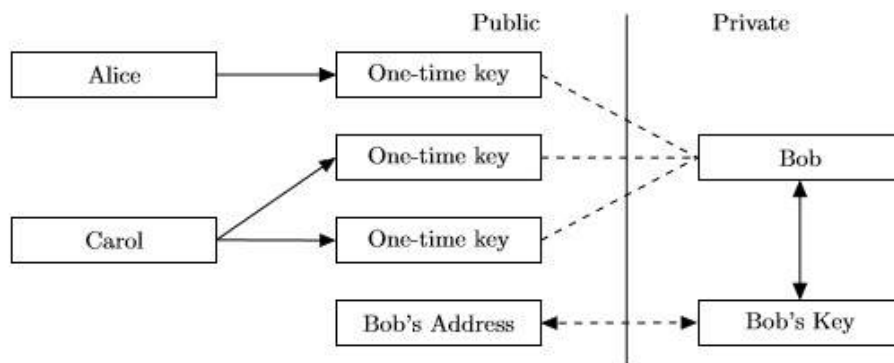 Public
Private
Alice
One-time key
One-time key
Bob
Carol
One-time key
Bob's Address
Bob's Key